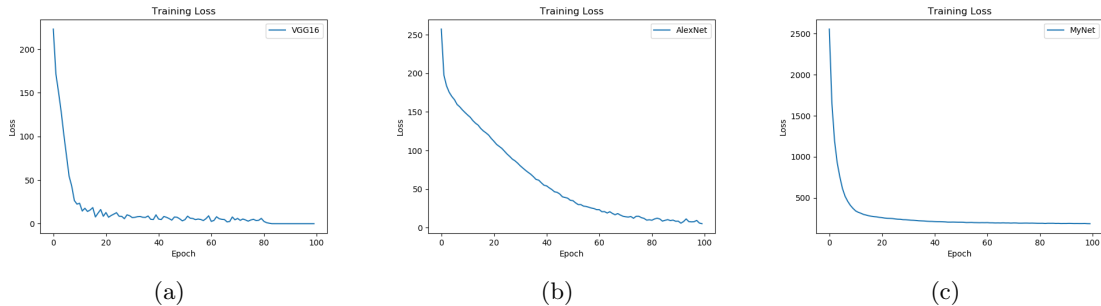 Training Loss
VGG16
Loss
200
150
100
50
0
0 20 40 60 80 100
Epoch
(a)
Training Loss
AlexNet
Loss
250
200
150
100
50
0
0 20 40 60 80 100
Epoch
(b)
Training Loss
MyNet
Loss
2500
2000
1500
1000
500
0 20 40 60 80 100
Epoch
(c)